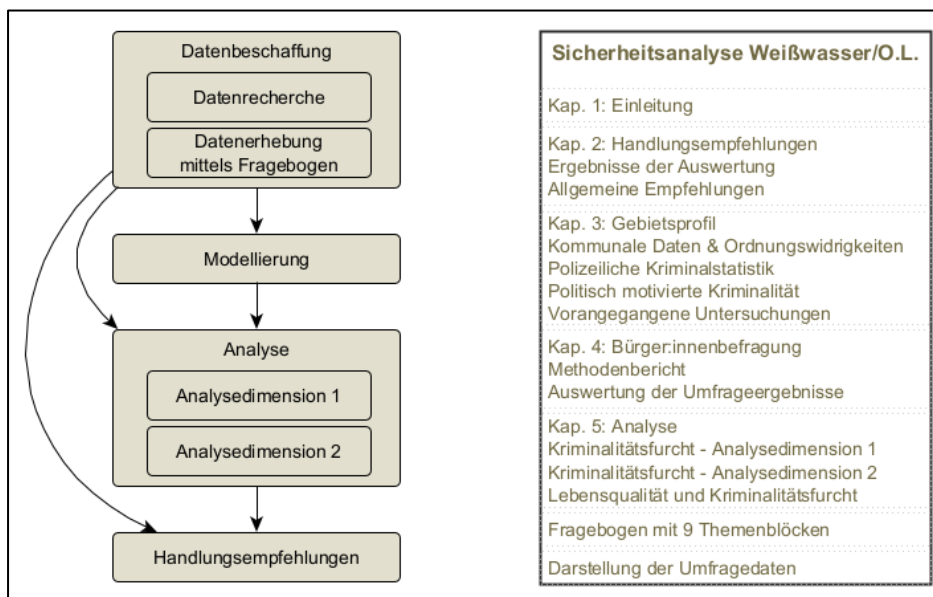 Datenbeschaffung
Datenrecherche
Datenerhebung
mittels Fragebogen
Modellierung
Analyse
Analysedimension 1
Analysedimension 2
Handlungsempfehlungen
Sicherheitsanalyse Weißwasser/O.L.
Kap. 1: Einleitung
Kap. 2: Handlungsempfehlungen
Ergebnisse der Auswertung
Allgemeine Empfehlungen
Kap. 3: Gebietsprofil
Kommunale Daten & Ordnungswidrigkeiten
Polizeiliche Kriminalstatistik
Politisch motivierte Kriminalität
Vorangegangene Untersuchungen
Kap. 4: Bürger:innenbefragung
Methodenbericht
Auswertung der Umfrageergebnisse
Kap. 5: Analyse
Kriminalitätsfurcht - Analysedimension 1
Kriminalitätsfurcht - Analysedimension 2
Lebensqualität und Kriminalitätsfurcht
Fragebogen mit 9 Themenblöcken
Darstellung der Umfragedaten